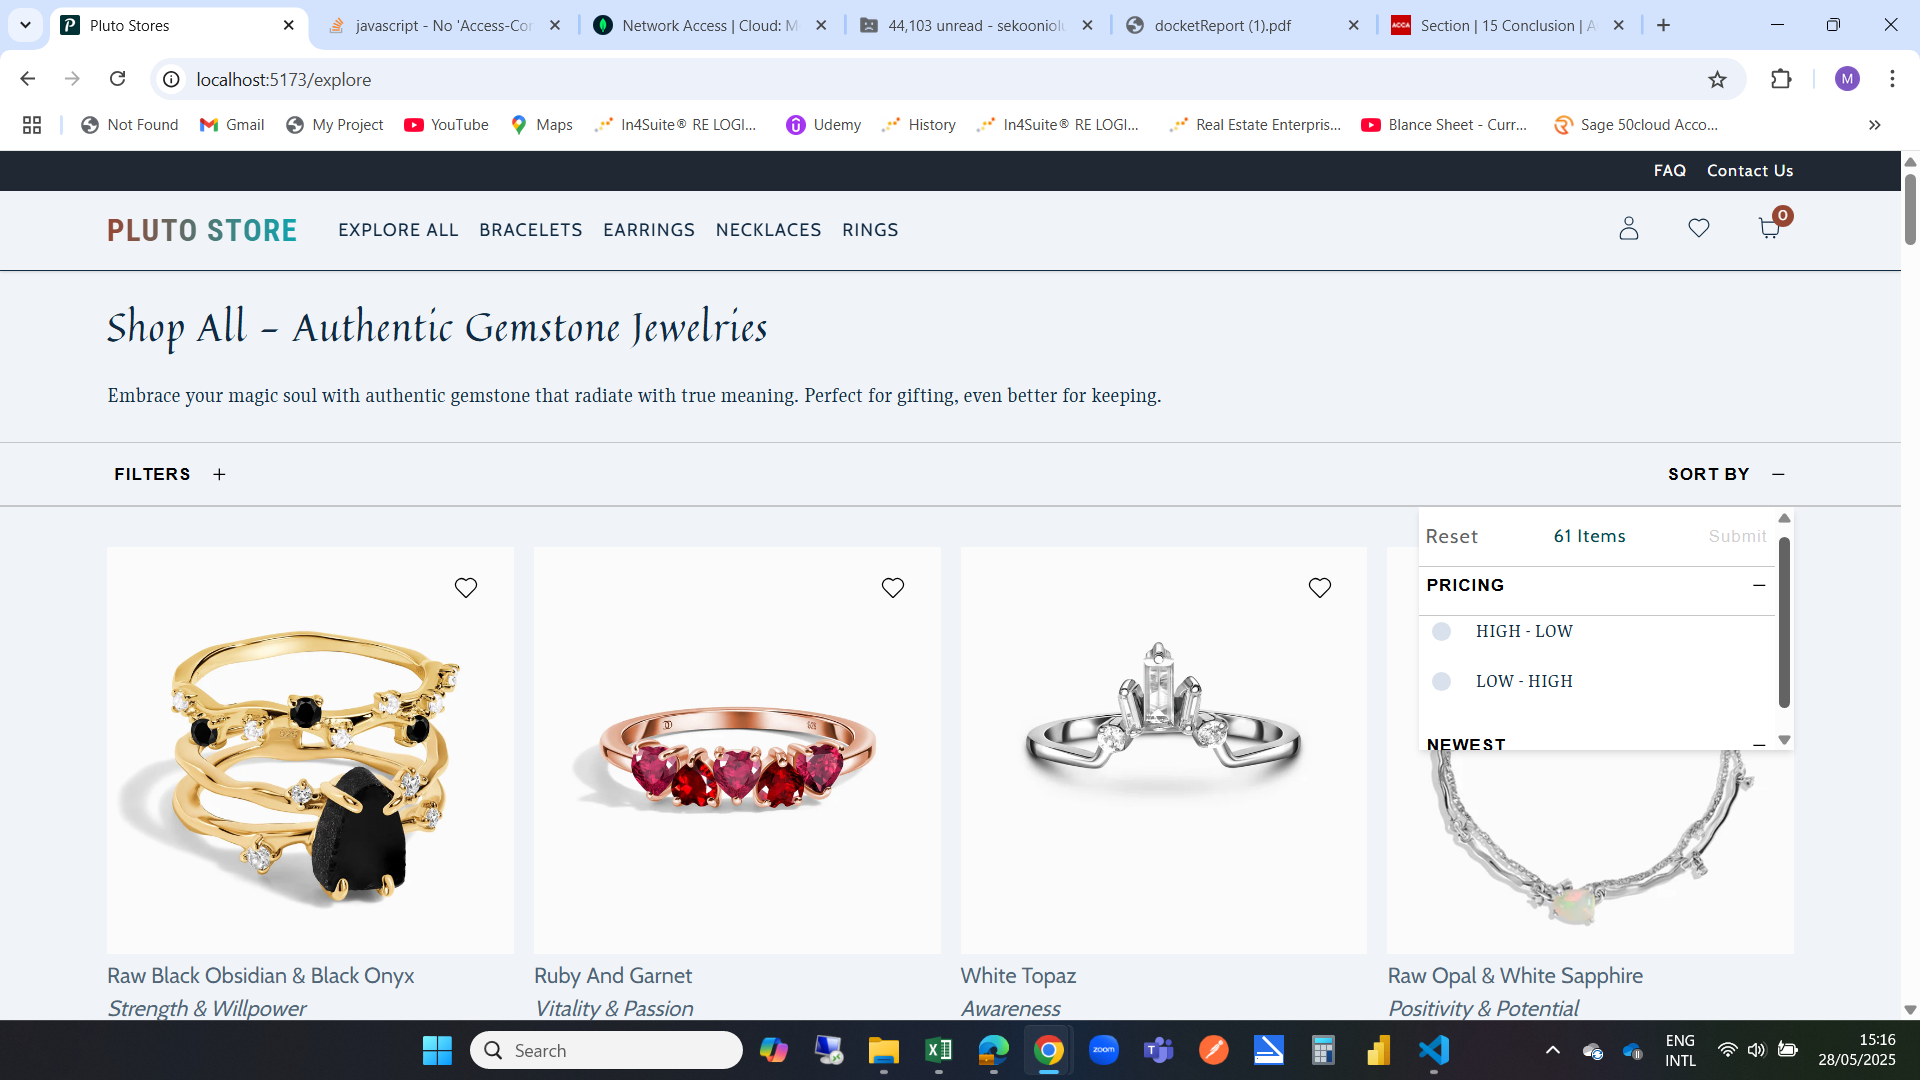 Pluto Stores
javascript - No 'Access-Cor
Network Access | Cloud: M
44,103 unread - sekooniolu
docketReport (1).pdf
Section | 15 Conclusion | A
localhost:5173/explore
M
Not Found
Gmail
My Project
YouTube
Maps
In4Suite® RE LOGI...
Udemy
History
In4Suite® RE LOGI...
Real Estate Enterpris...
Blance Sheet - Curr...
Sage 50cloud Acco...
FAQ Contact Us
PLUTO STORE
EXPLORE ALL BRACELETS EARRINGS NECKLACES RINGS
0
Shop All – Authentic Gemstone Jewelries
Embrace your magic soul with authentic gemstone that radiate with true meaning. Perfect for gifting, even better for keeping.
FILTERS +
SORT BY −
Reset 61 Items Submit
PRICING −
HIGH - LOW
LOW - HIGH
NEWEST −
Raw Black Obsidian & Black Onyx
Strength & Willpower
Ruby And Garnet
Vitality & Passion
White Topaz
Awareness
Raw Opal & White Sapphire
Positivity & Potential
Search
zoom
ENG
INTL
15:16
28/05/2025